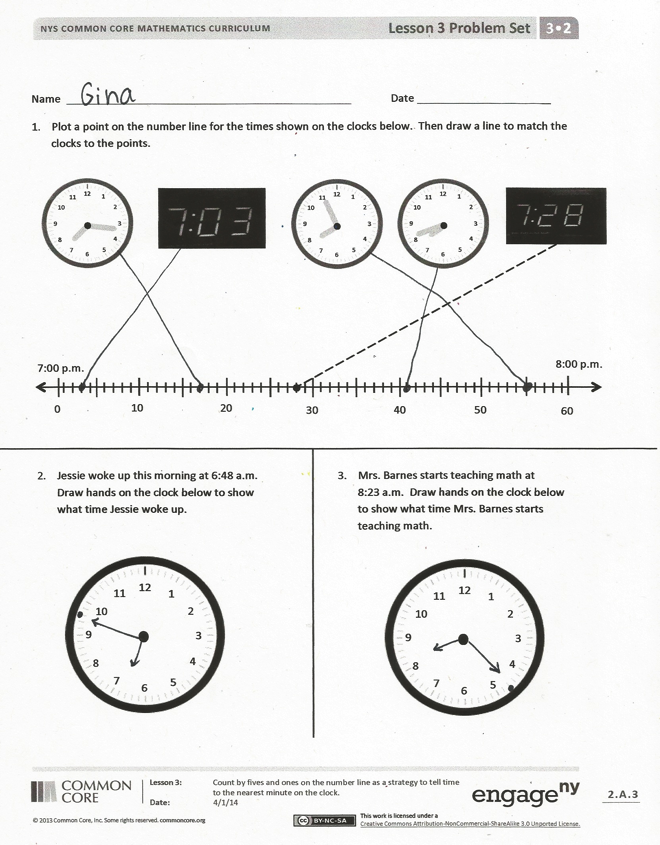 NYS COMMON CORE MATHEMATICS CURRICULUM
Lesson 3 Problem Set 3•2
Name Gina Date
1. Plot a point on the number line for the times shown on the clocks below. Then draw a line to match the
clocks to the points.
12 1 2 3 4 5 6 7 8 9 10 11
7:03
12 1 2 3 4 5 6 7 8 9 10 11
12 1 2 3 4 5 6 7 8 9 10 11
7:28
7:00 p.m. 8:00 p.m.
0 10 20 30 40 50 60
2. Jessie woke up this morning at 6:48 a.m.
Draw hands on the clock below to show
what time Jessie woke up.
12 1 2 3 4 5 6 7 8 9 10 11
3. Mrs. Barnes starts teaching math at
8:23 a.m. Draw hands on the clock below
to show what time Mrs. Barnes starts
teaching math.
12 1 2 3 4 5 6 7 8 9 10 11
COMMON
CORE
Lesson 3: Count by fives and ones on the number line as a strategy to tell time
to the nearest minute on the clock.
Date: 4/1/14
engage ny
2.A.3
© 2013 Common Core, Inc. Some rights reserved. commoncore.org
cc BY-NC-SA
This work is licensed under a
Creative Commons Attribution-NonCommercial-ShareAlike 3.0 Unported License.